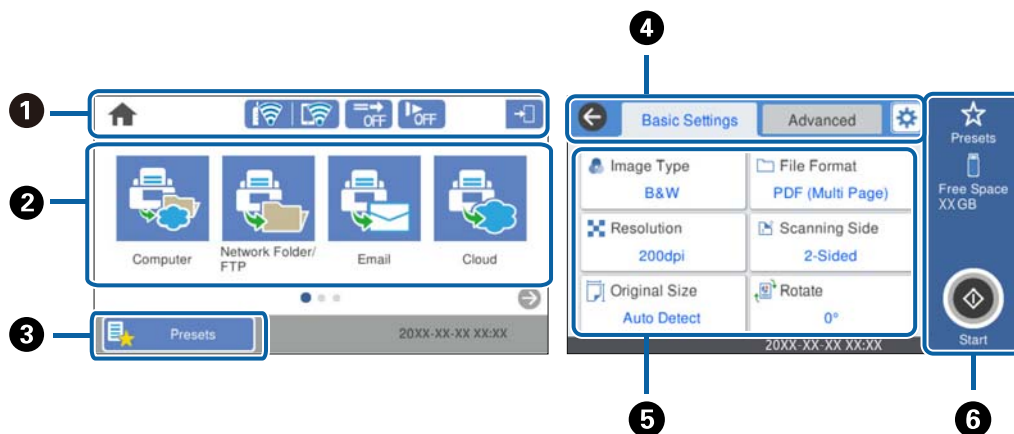 4
1
OFF
OFF
2
Computer
Network Folder/
FTP
Email
Cloud
3
Presets
20XX-XX-XX XX:XX
Basic Settings
Advanced
Image Type
B&W
File Format
PDF (Multi Page)
Resolution
200dpi
Scanning Side
2-Sided
Original Size
Auto Detect
Rotate
0°
20XX-XX-XX XX:XX
Presets
Free Space
XX GB
Start
5
6